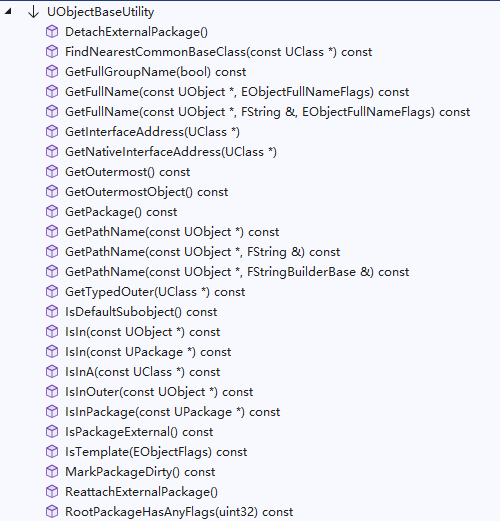 UObjectBaseUtility
DetachExternalPackage()
FindNearestCommonBaseClass(const UClass *) const
GetFullGroupName(bool) const
GetFullName(const UObject *, EObjectFullNameFlags) const
GetFullName(const UObject *, FString &, EObjectFullNameFlags) const
GetInterfaceAddress(UClass *)
GetNativeInterfaceAddress(UClass *)
GetOutermost() const
GetOutermostObject() const
GetPackage() const
GetPathName(const UObject *) const
GetPathName(const UObject *, FString &) const
GetPathName(const UObject *, FStringBuilderBase &) const
GetTypedOuter(UClass *) const
IsDefaultSubobject() const
IsIn(const UObject *) const
IsIn(const UPackage *) const
IsInA(const UClass *) const
IsInOuter(const UObject *) const
IsInPackage(const UPackage *) const
IsPackageExternal() const
IsTemplate(EObjectFlags) const
MarkPackageDirty() const
ReattachExternalPackage()
RootPackageHasAnyFlags(uint32) const